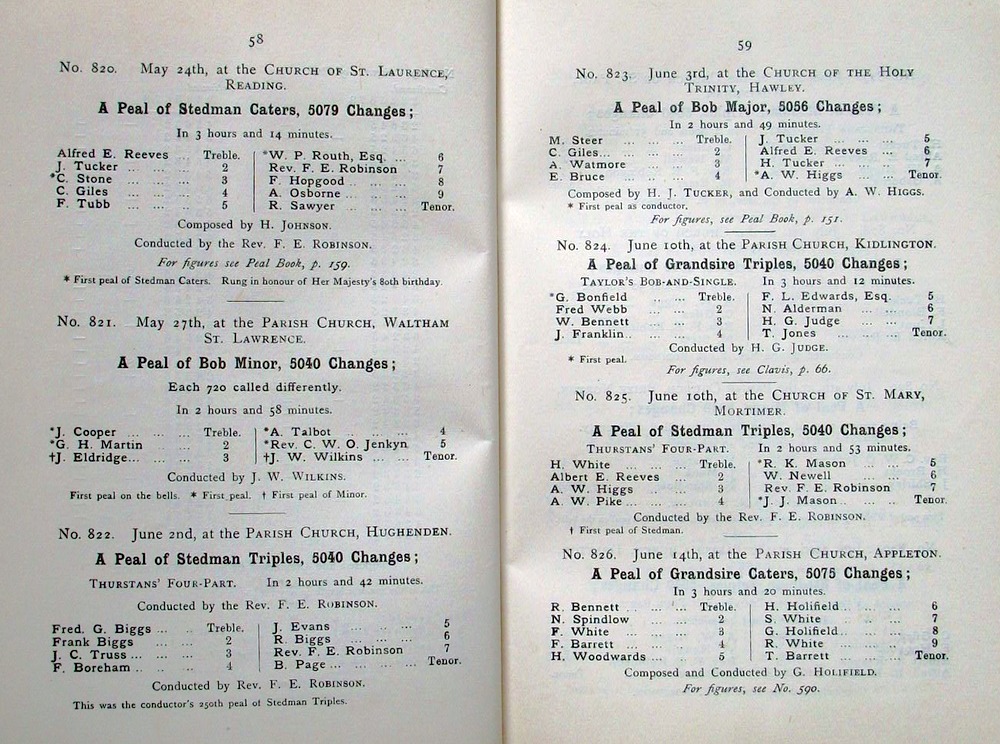 58
No. 820. May 24th, at the Church of St. Laurence,
Reading.
A Peal of Stedman Caters, 5079 Changes;
In 3 hours and 14 minutes.
Alfred E. Reeves ... Treble. *W. P. Routh, Esq. ... 6
J. Tucker ... ... ... 2 Rev. F. E. Robinson 7
*C. Stone ... ... ... 3 F. Hopgood ... ... 8
C. Giles ... ... ... 4 A. Osborne ... ... 9
F. Tubb ... ... ... 5 R. Sawyer ... ... Tenor.
Composed by H. Johnson.
Conducted by the Rev. F. E. Robinson.
For figures see Peal Book, p. 159.
* First peal of Stedman Caters. Rung in honour of Her Majesty's 80th birthday.
No. 821. May 27th, at the Parish Church, Waltham
St. Lawrence.
A Peal of Bob Minor, 5040 Changes;
Each 720 called differently.
In 2 hours and 58 minutes.
*J. Cooper ... ... ... Treble. *A. Talbot ... ... ... 4
*G. H. Martin ... ... 2 *Rev. C. W. O. Jenkyn 5
†J. Eldridge... ... ... 3 †J. W. Wilkins ... ... Tenor.
Conducted by J. W. Wilkins.
First peal on the bells. * First peal. † First peal of Minor.
No. 822. June 2nd, at the Parish Church, Hughenden.
A Peal of Stedman Triples, 5040 Changes;
Thurstans' Four-Part. In 2 hours and 42 minutes.
Conducted by the Rev. F. E. Robinson.
Fred. G. Biggs ... ... Treble. J. Evans ... ... ... 5
Frank Biggs ... ... 2 R. Biggs ... ... ... 6
J. C. Truss ... ... ... 3 Rev. F. E. Robinson 7
F. Boreham ... ... ... 4 B. Page ... ... ... Tenor.
Conducted by Rev. F. E. Robinson.
This was the conductor's 250th peal of Stedman Triples.
59
No. 823. June 3rd, at the Church of the Holy
Trinity, Hawley.
A Peal of Bob Major, 5056 Changes;
In 2 hours and 49 minutes.
M. Steer ... ... ... Treble. J. Tucker ... ... ... 5
C. Giles... ... ... ... 2 Alfred E. Reeves ... 6
A. Watmore ... ... 3 H. Tucker ... ... ... 7
E. Bruce ... ... ... 4 *A. W. Higgs ... ... Tenor.
Composed by H. J. Tucker, and Conducted by A. W. Higgs.
* First peal as conductor.
For figures, see Peal Book, p. 151.
No. 824. June 10th, at the Parish Church, Kidlington.
A Peal of Grandsire Triples, 5040 Changes;
Taylor's Bob-and-Single. In 3 hours and 12 minutes.
*G. Bonfield ... ... Treble. F. L. Edwards, Esq. 5
Fred Webb ... ... 2 N. Alderman ... ... 6
W. Bennett ... ... 3 H. G. Judge ... ... 7
J. Franklin... ... ... 4 T. Jones ... ... ... Tenor.
Conducted by H. G. Judge.
* First peal.
For figures, see Clavis, p. 66.
No. 825. June 10th, at the Church of St. Mary,
Mortimer.
A Peal of Stedman Triples, 5040 Changes;
Thurstans' Four-Part. In 2 hours and 53 minutes.
H. White ... ... ... Treble. *R. K. Mason ... ... 5
Albert E. Reeves ... 2 W. Newell ... ... 6
A. W. Higgs ... ... 3 Rev. F. E. Robinson 7
A. W. Pike... ... ... 4 *J. J. Mason ... ... Tenor.
Conducted by the Rev. F. E. Robinson.
† First peal of Stedman.
No. 826. June 14th, at the Parish Church, Appleton.
A Peal of Grandsire Caters, 5075 Changes;
In 3 hours and 20 minutes.
R. Bennett ... ... ... Treble. H. Holifield ... ... 6
N. Spindlow ... ... 2 S. White ... ... ... 7
F. White ... ... ... 3 G. Holifield... ... ... 8
F. Barrett ... ... ... 4 R. White ... ... ... 9
H. Woodwards ... ... 5 T. Barrett ... ... ... Tenor.
Composed and Conducted by G. Holifield.
For figures, see No. 590.